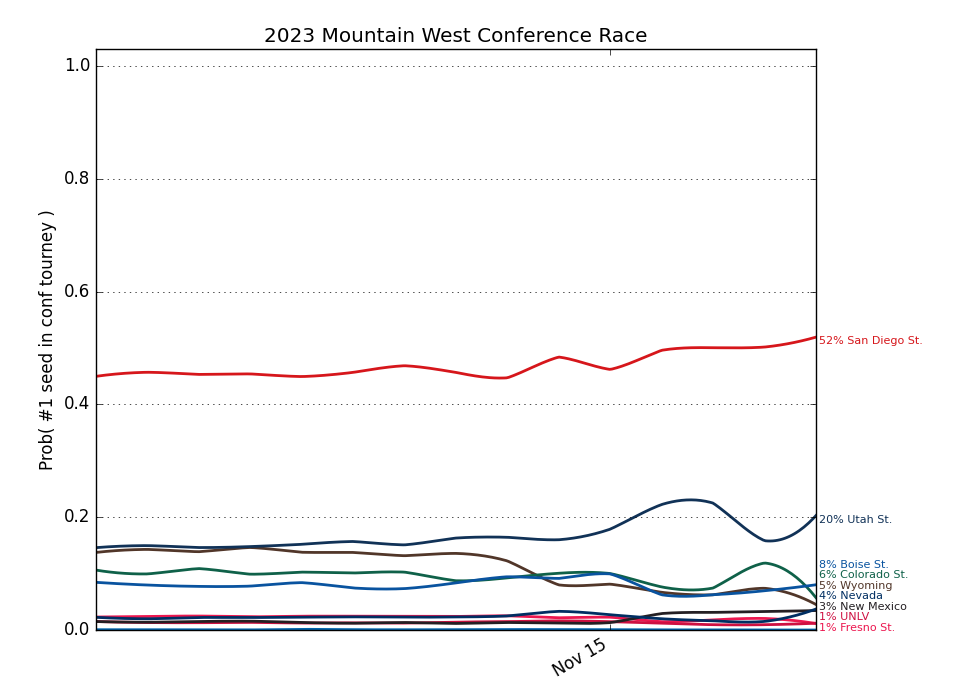 2023 Mountain West Conference Race
Prob( #1 seed in conf tourney )
1.0
0.8
0.6
0.4
0.2
0.0
Nov 15
52% San Diego St.
20% Utah St.
8% Boise St.
6% Colorado St.
5% Wyoming
4% Nevada
3% New Mexico
1% UNLV
1% Fresno St.